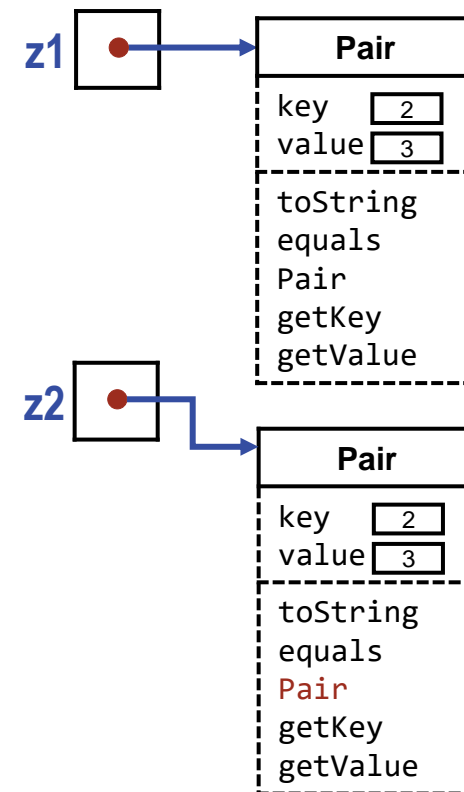 z1
Pair
key 2
value 3
toString
equals
Pair
getKey
getValue
z2
Pair
key 2
value 3
toString
equals
Pair
getKey
getValue